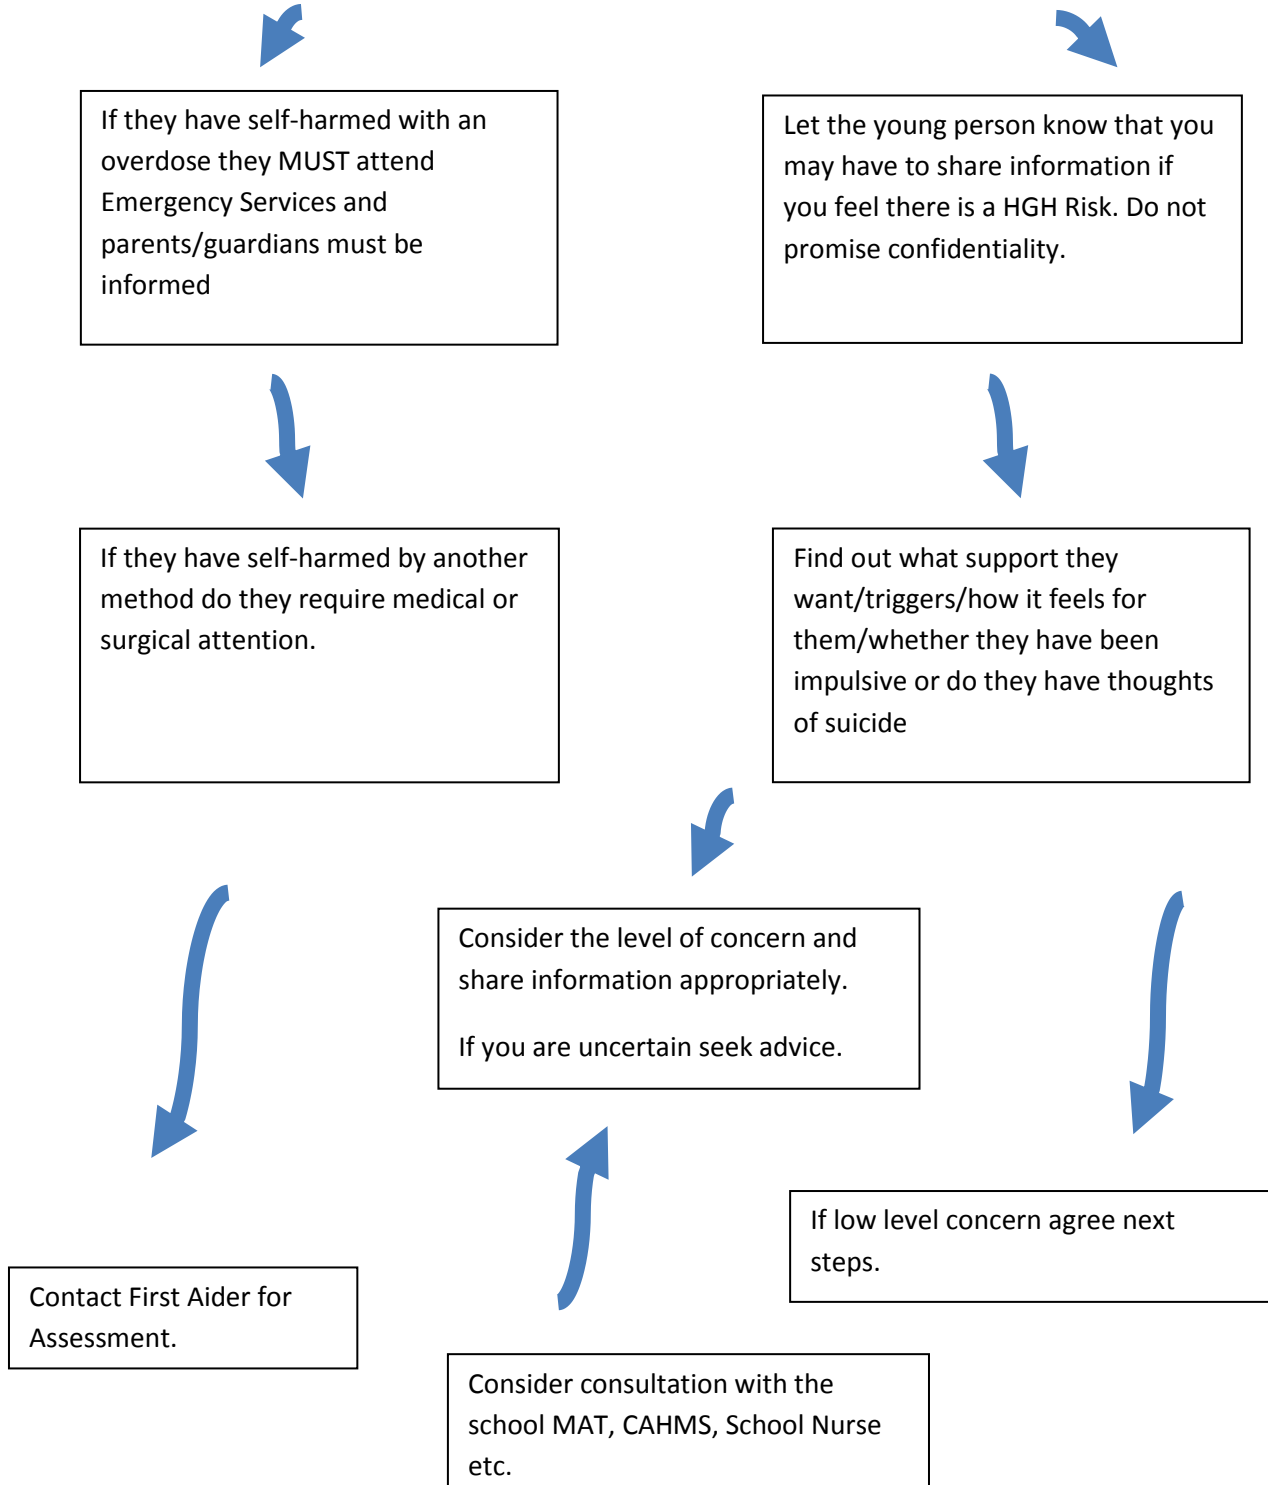 If they have self-harmed with an
overdose they MUST attend
Emergency Services and
parents/guardians must be
informed
Let the young person know that you
may have to share information if
you feel there is a HGH Risk. Do not
promise confidentiality.
If they have self-harmed by another
method do they require medical or
surgical attention.
Find out what support they
want/triggers/how it feels for
them/whether they have been
impulsive or do they have thoughts
of suicide
Consider the level of concern and
share information appropriately.
If you are uncertain seek advice.
If low level concern agree next
steps.
Contact First Aider for
Assessment.
Consider consultation with the
school MAT, CAHMS, School Nurse
etc.